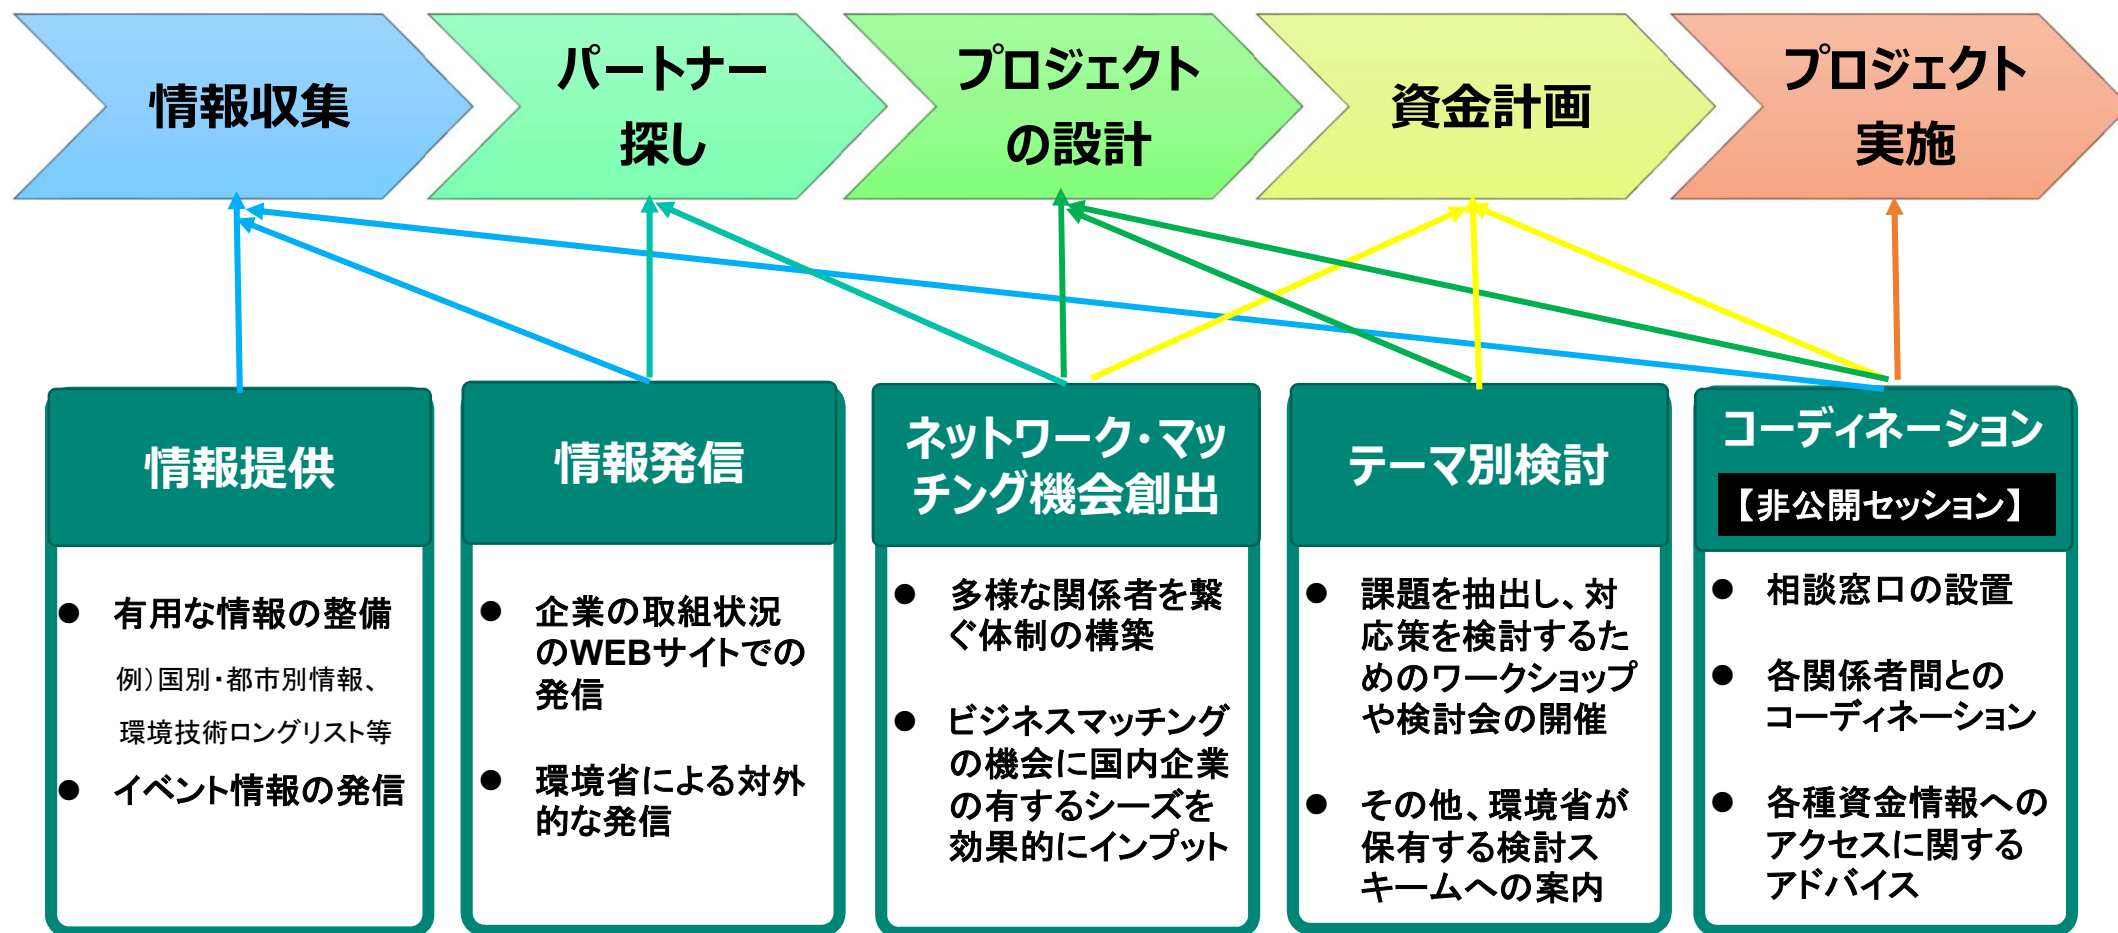 情報収集
パートナー
探し
プロジェクト
の設計
資金計画
プロジェクト
実施
情報提供
● 有用な情報の整備
例）国別・都市別情報、
環境技術ロングリスト等
● イベント情報の発信
情報発信
● 企業の取組状況
のWEBサイトでの
発信
● 環境省による対外
的な発信
ネットワーク・マッ
チング機会創出
● 多様な関係者を繋
ぐ体制の構築
● ビジネスマッチング
の機会に国内企業
の有するシーズを
効果的にインプット
テーマ別検討
● 課題を抽出し、対
応策を検討するた
めのワークショップ
や検討会の開催
● その他、環境省が
保有する検討ス
キームへの案内
コーディネーション
【非公開セッション】
● 相談窓口の設置
● 各関係者間との
コーディネーション
● 各種資金情報への
アクセスに関する
アドバイス